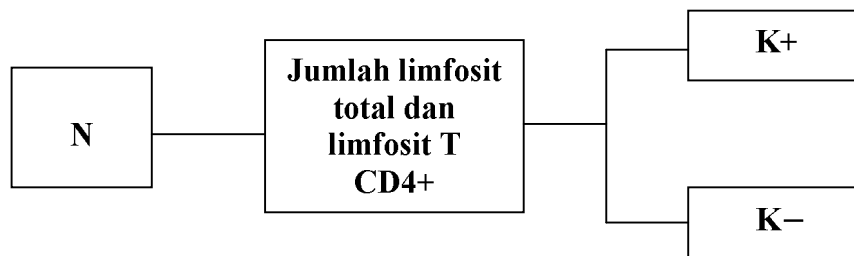 N
Jumlah limfosit
total dan
limfosit T
CD4+
K+
K−